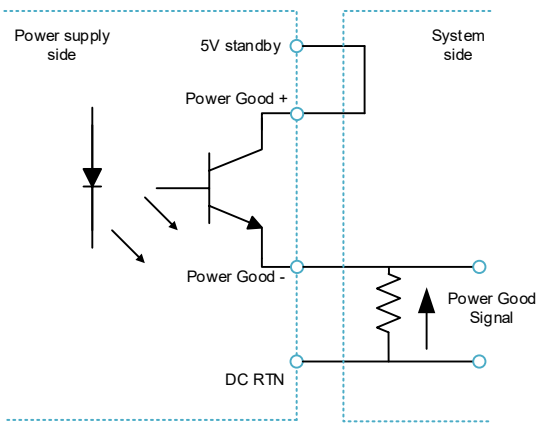 Power supply
side
5V standby
System
side
Power Good +
Power Good -
Power Good
Signal
DC RTN